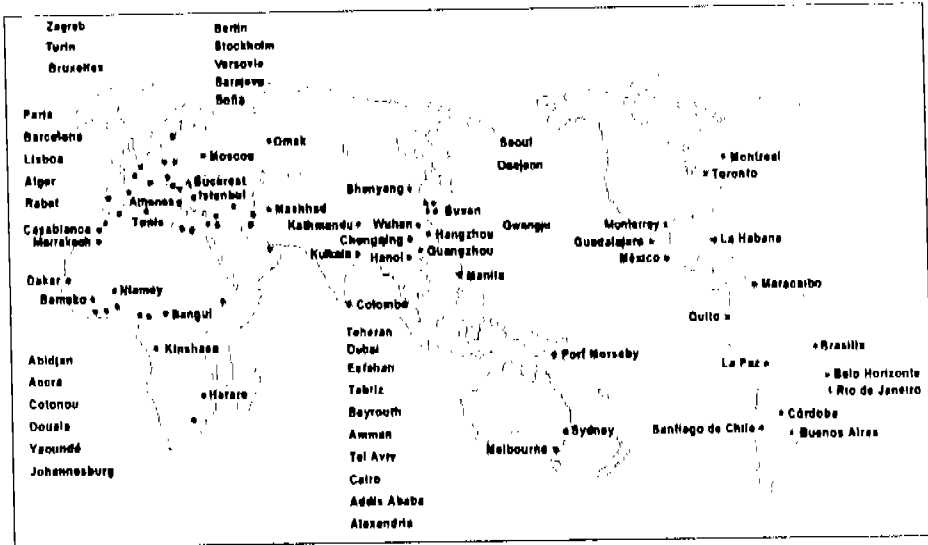 Zagreb
Turin
Bruxelles
Berlin
Stockholm
Varsovie
Sarajevo
Sofia
Paris
Barcelona
Lisboa
Alger
Rabat
Casablanca
Marrakech
Moscou
Omsk
Bucarest
Istanbul
Athenes
Tunis
Mashhad
Kathmandu
Kolkata
Colombo
Shenyang
Wuhan
Chongqing
Hanoi
Busan
Hangzhou
Guangzhou
Manila
Seoul
Daejeon
Gwangju
Montreal
Toronto
Monterrey
Guadalajara
México
La Habana
Maracaibo
Quito
Dakar
Bamako
Niamey
Bangui
Kinshasa
Harare
Abidjan
Accra
Cotonou
Douala
Yaoundé
Johannesburg
Teheran
Dubai
Esfahan
Tabriz
Beyrouth
Amman
Tel Aviv
Cairo
Addis Ababa
Alexandria
Port Moresby
Sydney
Melbourne
La Paz
Brasilia
Belo Horizonte
Rio de Janeiro
Córdoba
Santiago de Chile
Buenos Aires